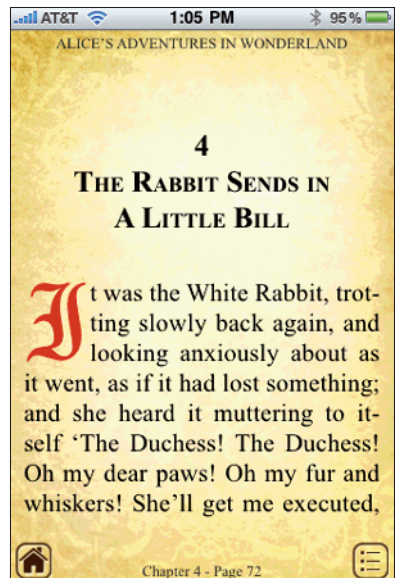 AT&T 1:05 PM 95%
ALICE'S ADVENTURES IN WONDERLAND
4
THE RABBIT SENDS IN
A LITTLE BILL
It was the White Rabbit, trot-
ting slowly back again, and
looking anxiously about as
it went, as if it had lost something;
and she heard it muttering to it-
self ‘The Duchess! The Duchess!
Oh my dear paws! Oh my fur and
whiskers! She’ll get me executed,
Chapter 4 - Page 72